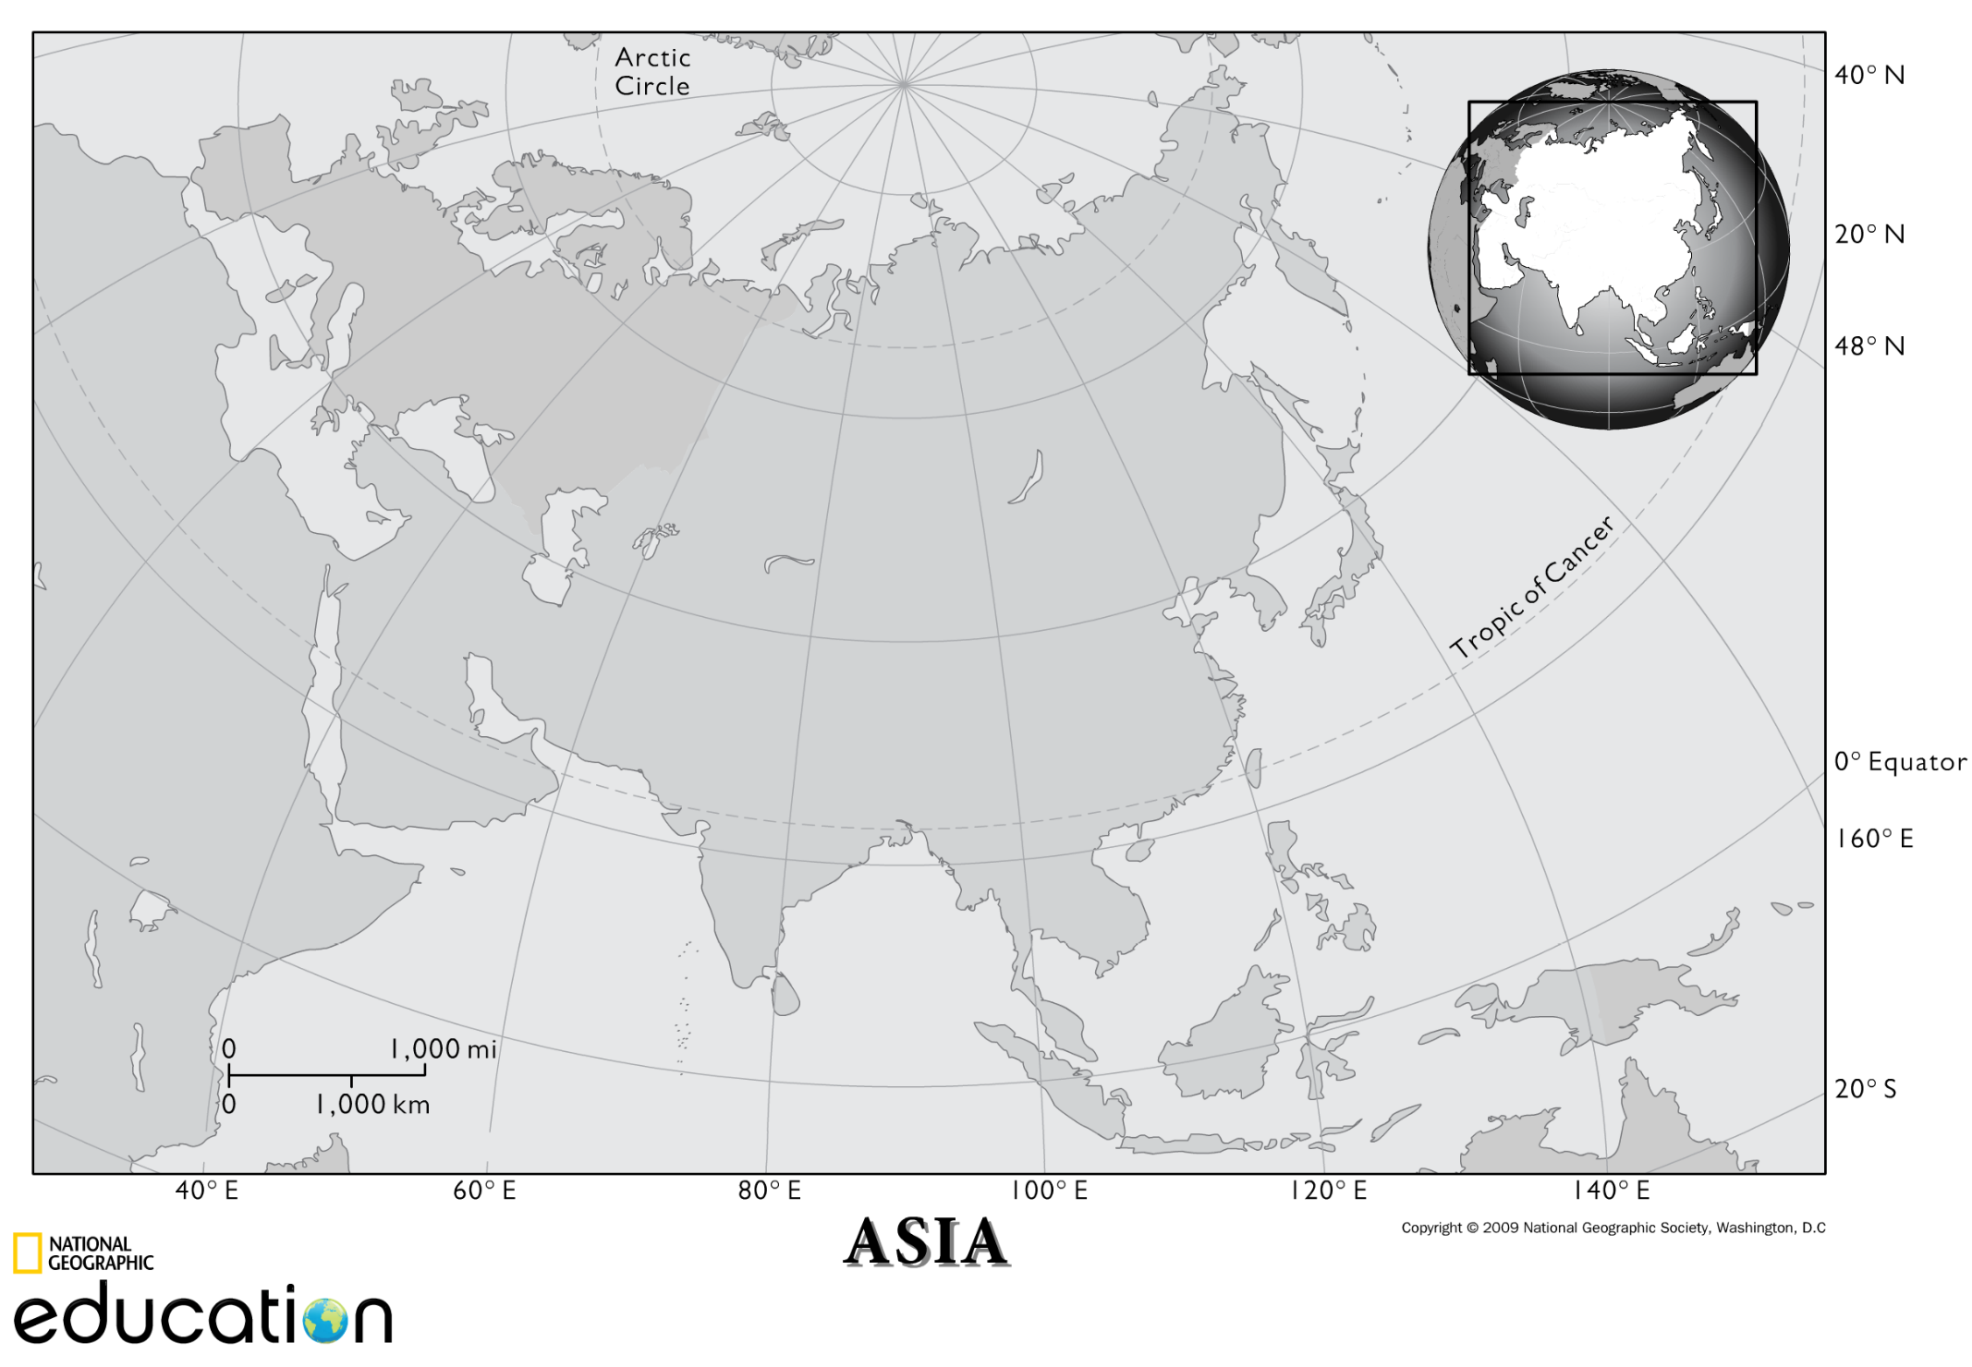 Arctic
Circle
40° N
20° N
48° N
Tropic of Cancer
0° Equator
160° E
0 1,000 mi
0 1,000 km
20° S
40° E 60° E 80° E 100° E 120° E 140° E
ASIA
Copyright © 2009 National Geographic Society, Washington, D.C
NATIONAL
GEOGRAPHIC
education